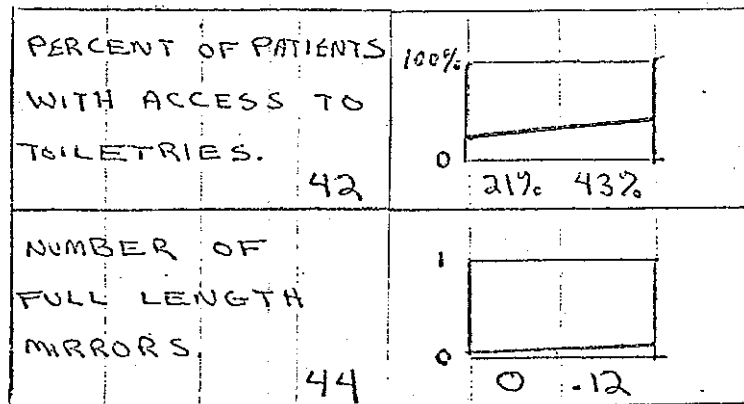 PERCENT OF PATIENTS
WITH ACCESS TO
TOILETRIES.
42
100%
0
21% 43%
NUMBER OF
FULL LENGTH
MIRRORS.
44
1
0
0 .12